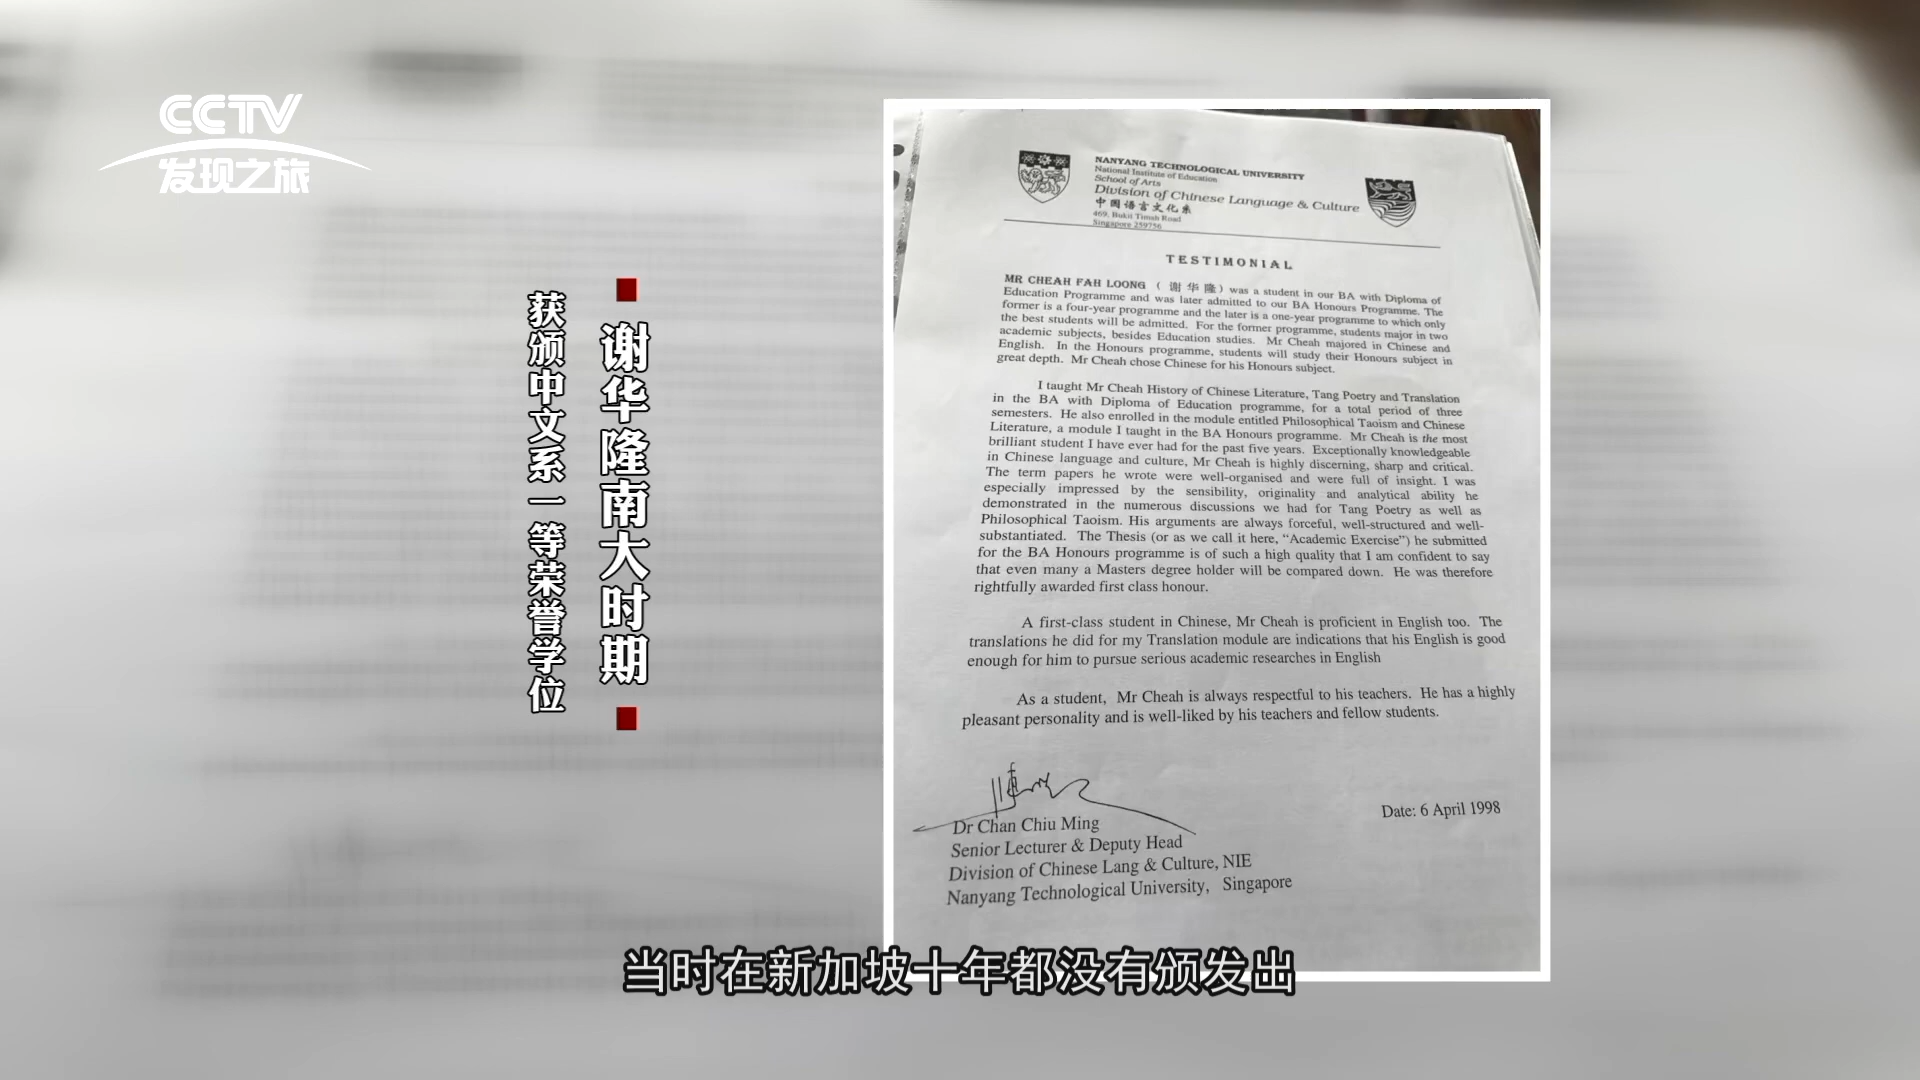 CCTV
发现之旅
谢华隆南大时期
获颁中文系一等荣誉学位
NANYANG TECHNOLOGICAL UNIVERSITY
National Institute of Education
School of Arts
Division of Chinese Language & Culture
中国语言文化系
469, Bukit Timah Road
Singapore 259756
TESTIMONIAL
MR CHEAH FAH LOONG (谢华隆) was a student in our BA with Diploma of
Education Programme and was later admitted to our BA Honours Programme. The
former is a four-year programme and the later is a one-year programme to which only
the best students will be admitted. For the former programme, students major in two
academic subjects, besides Education studies. Mr Cheah majored in Chinese and
English. In the Honours programme, students will study their Honours subject in
great depth. Mr Cheah chose Chinese for his Honours subject.
I taught Mr Cheah History of Chinese Literature, Tang Poetry and Translation
in the BA with Diploma of Education programme, for a total period of three
semesters. He also enrolled in the module entitled Philosophical Taoism and Chinese
Literature, a module I taught in the BA Honours programme. Mr Cheah is the most
brilliant student I have ever had for the past five years. Exceptionally knowledgeable
in Chinese language and culture, Mr Cheah is highly discerning, sharp and critical.
The term papers he wrote were well-organised and were full of insight. I was
especially impressed by the sensibility, originality and analytical ability he
demonstrated in the numerous discussions we had for Tang Poetry as well as
Philosophical Taoism. His arguments are always forceful, well-structured and well-
substantiated. The Thesis (or as we call it here, “Academic Exercise”) he submitted
for the BA Honours programme is of such a high quality that I am confident to say
that even many a Masters degree holder will be compared down. He was therefore
rightfully awarded first class honour.
A first-class student in Chinese, Mr Cheah is proficient in English too. The
translations he did for my Translation module are indications that his English is good
enough for him to pursue serious academic researches in English
As a student, Mr Cheah is always respectful to his teachers. He has a highly
pleasant personality and is well-liked by his teachers and fellow students.
Dr Chan Chiu Ming
Date: 6 April 1998
Senior Lecturer & Deputy Head
Division of Chinese Lang & Culture, NIE
Nanyang Technological University, Singapore
当时在新加坡十年都没有颁发出